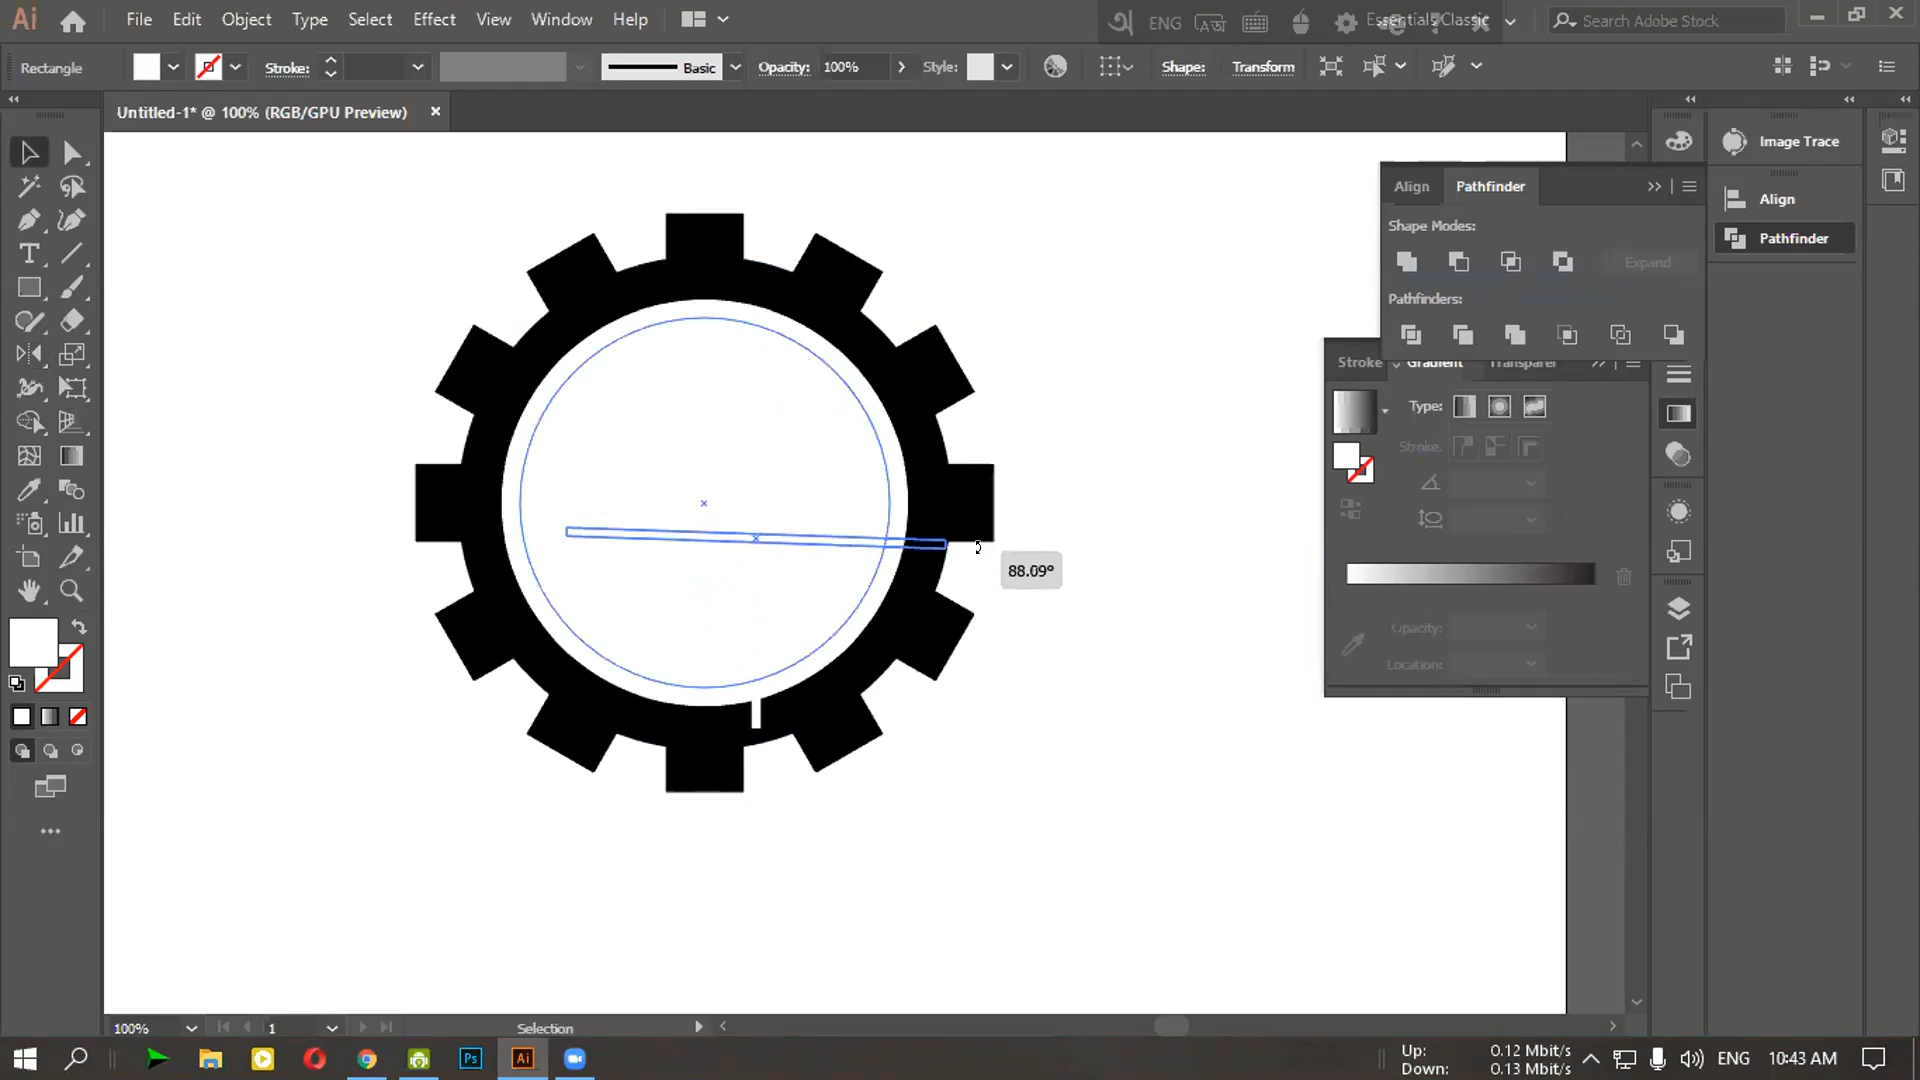 Ai File Edit Object Type Select Effect View Window Help ENG Essentials Classic Search Adobe Stock
Rectangle Stroke: Basic Opacity: 100% Style: Shape: Transform
Untitled-1* @ 100% (RGB/GPU Preview)
Image Trace
Align Pathfinder
Align
Shape Modes:
Pathfinder
Expand
Pathfinders:
Stroke Gradient Transparer
Type:
Stroke:
88.09°
Opacity:
Location:
100% 1 Selection
Ps Ai Up: 0.12 Mbit/s
Down: 0.13 Mbit/s
ENG 10:43 AM